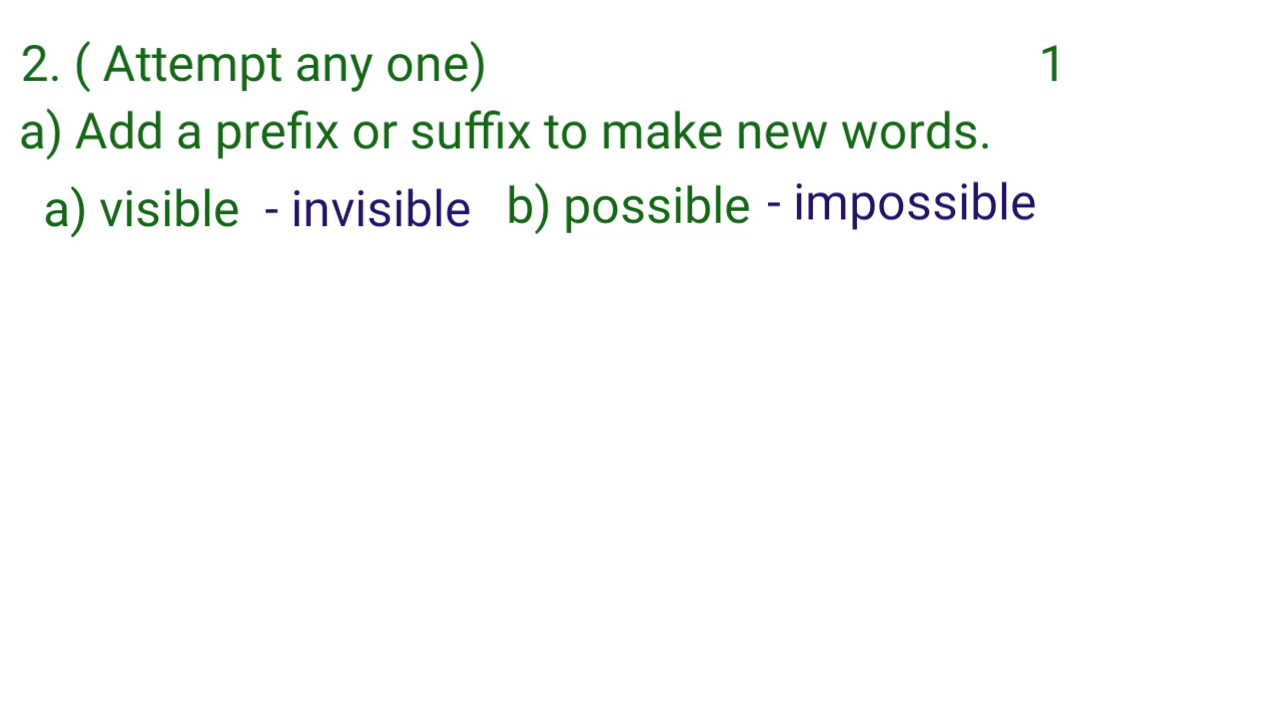 2. ( Attempt any one) 1
a) Add a prefix or suffix to make new words.
a) visible - invisible b) possible - impossible